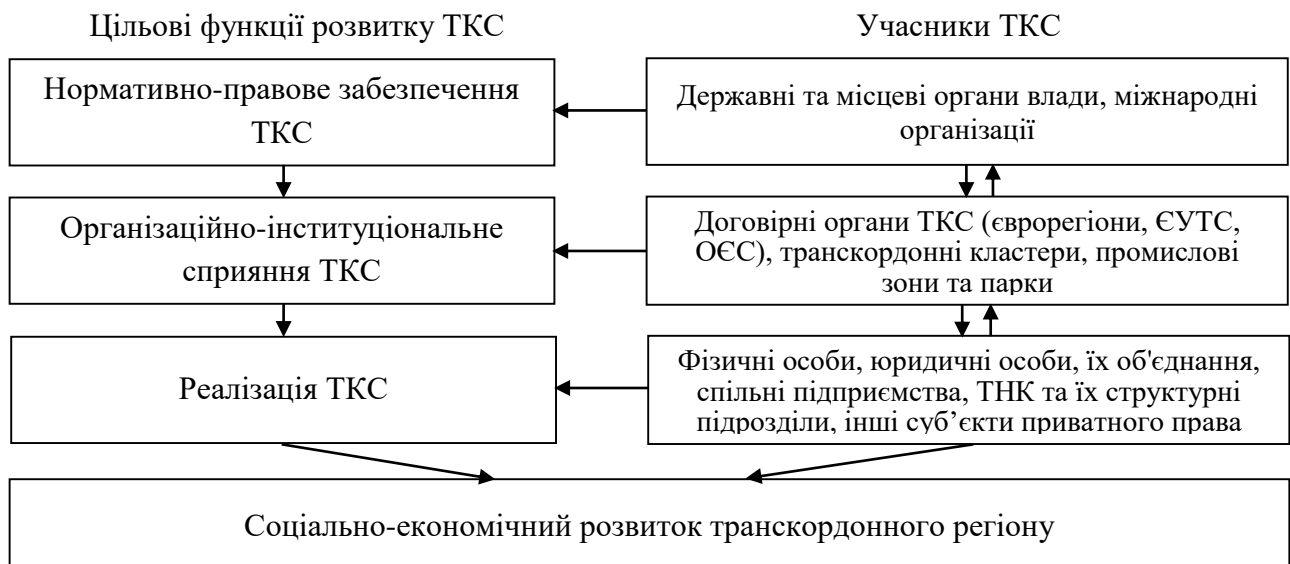 Цільові функції розвитку ТКС
Учасники ТКС
Нормативно-правове забезпечення
ТКС
Державні та місцеві органи влади, міжнародні
організації
Організаційно-інституціональне
сприяння ТКС
Договірні органи ТКС (єврорегіони, ЄУТС,
ОЄС), транскордонні кластери, промислові
зони та парки
Реалізація ТКС
Фізичні особи, юридичні особи, їх об'єднання,
спільні підприємства, ТНК та їх структурні
підрозділи, інші суб’єкти приватного права
Соціально-економічний розвиток транскордонного регіону